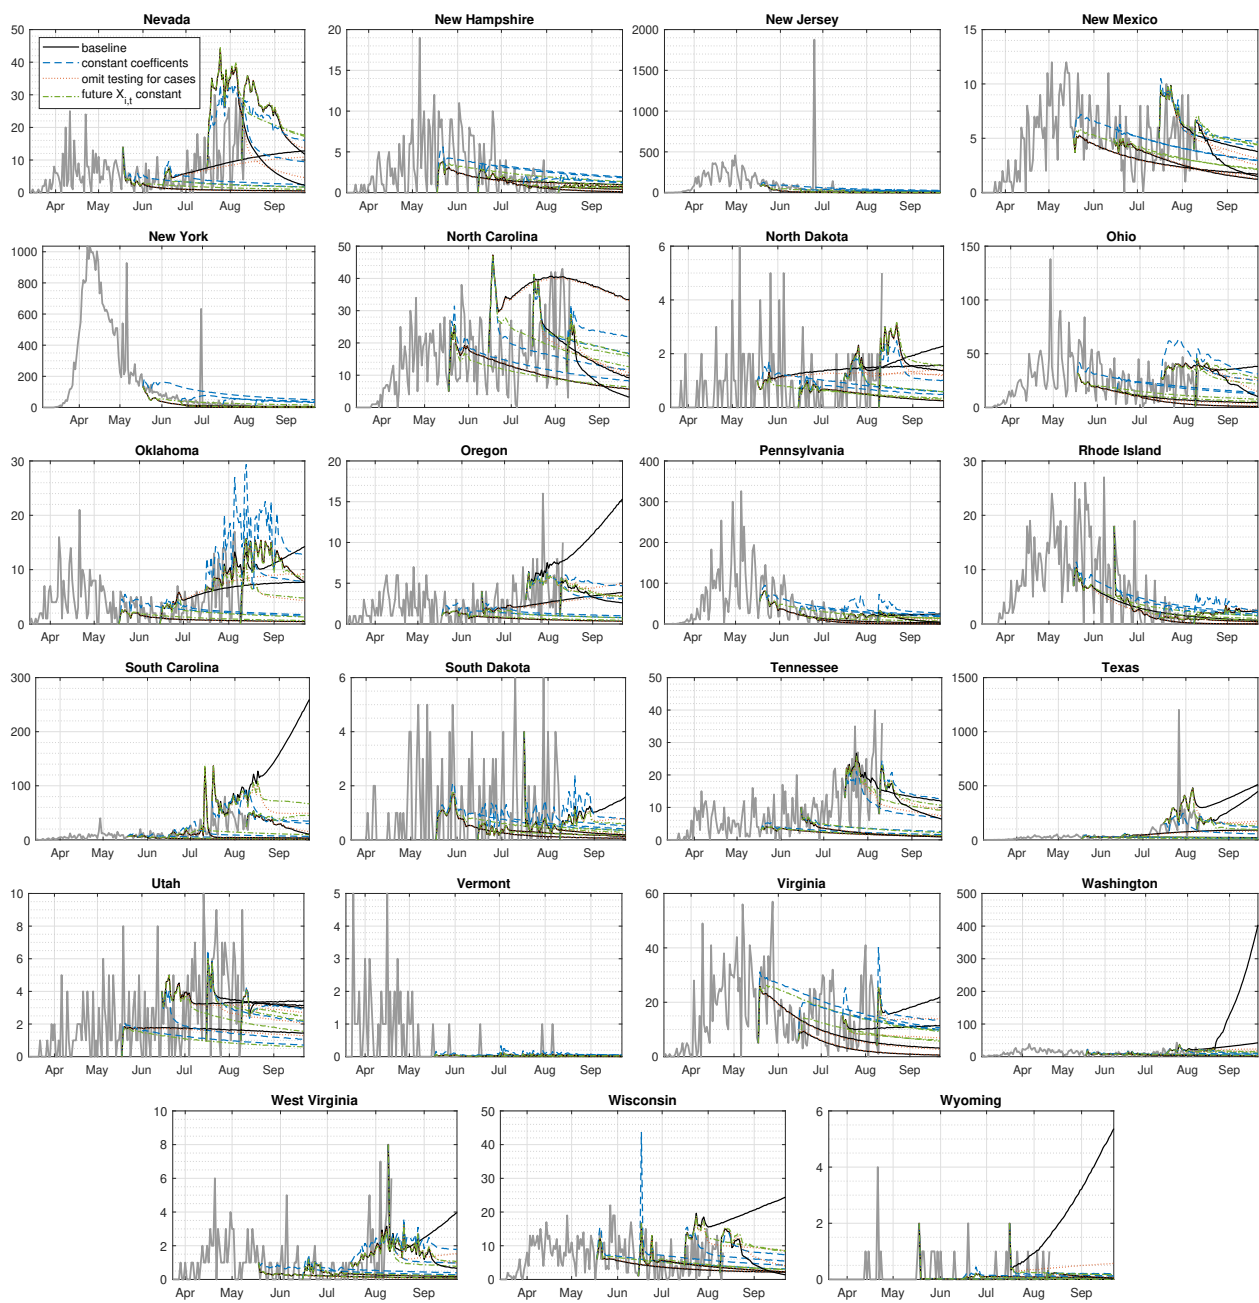 Nevada
50
40
30
20
10
0
baseline
constant coefficents
omit testing for cases
future X_{i,t} constant
Apr May Jun Jul Aug Sep
New Hampshire
20
15
10
5
0
Apr May Jun Jul Aug Sep
New Jersey
2000
1500
1000
500
0
Apr May Jun Jul Aug Sep
New Mexico
15
10
5
0
Apr May Jun Jul Aug Sep
New York
1000
800
600
400
200
0
Apr May Jun Jul Aug Sep
North Carolina
50
40
30
20
10
0
Apr May Jun Jul Aug Sep
North Dakota
6
4
2
0
Apr May Jun Jul Aug Sep
Ohio
150
100
50
0
Apr May Jun Jul Aug Sep
Oklahoma
30
20
10
0
Apr May Jun Jul Aug Sep
Oregon
20
15
10
5
0
Apr May Jun Jul Aug Sep
Pennsylvania
400
300
200
100
0
Apr May Jun Jul Aug Sep
Rhode Island
30
20
10
0
Apr May Jun Jul Aug Sep
South Carolina
300
200
100
0
Apr May Jun Jul Aug Sep
South Dakota
6
4
2
0
Apr May Jun Jul Aug Sep
Tennessee
50
40
30
20
10
0
Apr May Jun Jul Aug Sep
Texas
1500
1000
500
0
Apr May Jun Jul Aug Sep
Utah
10
8
6
4
2
0
Apr May Jun Jul Aug Sep
Vermont
5
4
3
2
1
0
Apr May Jun Jul Aug Sep
Virginia
60
40
20
0
Apr May Jun Jul Aug Sep
Washington
500
400
300
200
100
0
Apr May Jun Jul Aug Sep
West Virginia
10
8
6
4
2
0
Apr May Jun Jul Aug Sep
Wisconsin
50
40
30
20
10
0
Apr May Jun Jul Aug Sep
Wyoming
6
4
2
0
Apr May Jun Jul Aug Sep